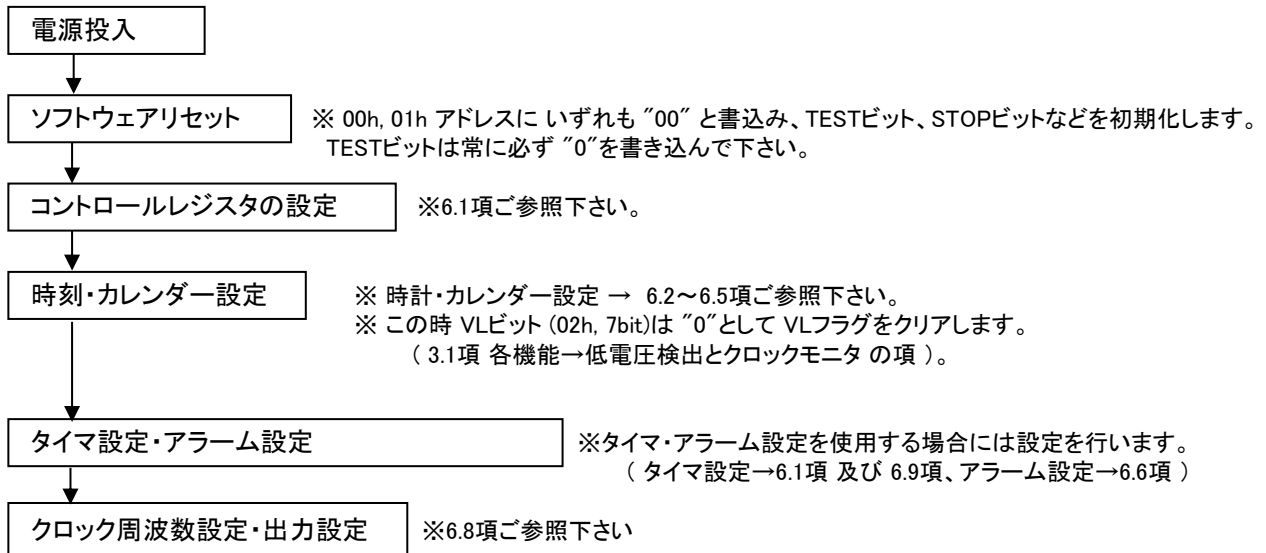 電源投入
ソフトウェアリセット ※ 00h, 01h アドレスに いずれも "00" と書込み、TESTビット、STOPビットなどを初期化します。
TESTビットは常に必ず "0"を書き込んで下さい。
コントロールレジスタの設定 ※6.1項ご参照下さい。
時刻・カレンダー設定 ※ 時計・カレンダー設定 → 6.2～6.5項ご参照下さい。
※ この時 VLビット (02h, 7bit)は "0"として VLフラグをクリアします。
( 3.1項 各機能→低電圧検出とクロックモニタ の項 )。
タイマ設定・アラーム設定 ※タイマ・アラーム設定を使用する場合には設定を行います。
( タイマ設定→6.1項 及び 6.9項、アラーム設定→6.6項 )
クロック周波数設定・出力設定 ※6.8項ご参照下さい